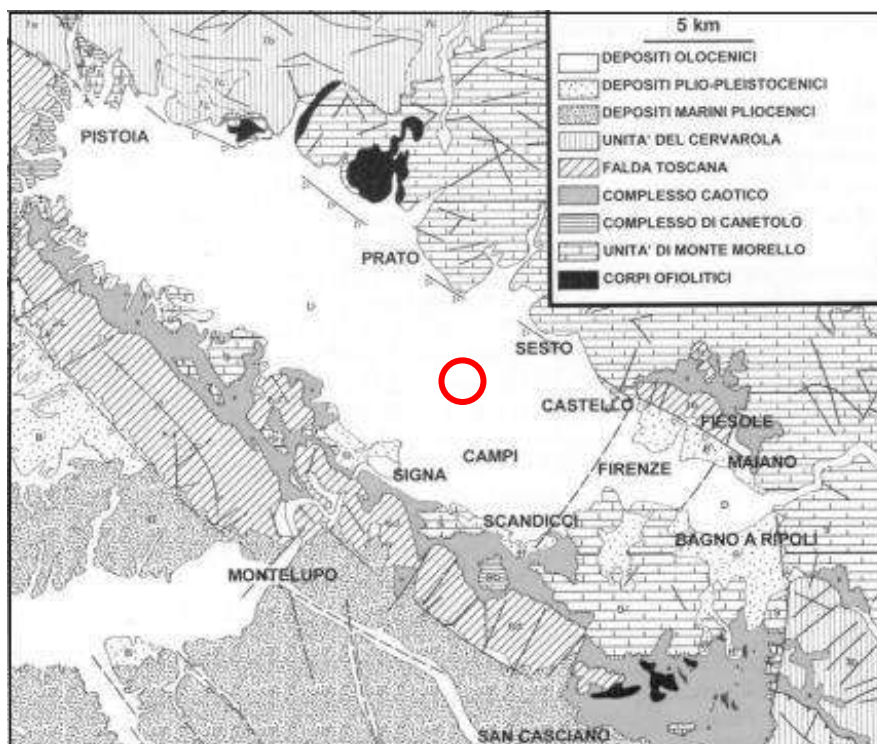 5 km
DEPOSITI OLOCENICI
DEPOSITI PLIO-PLEISTOCENICI
DEPOSITI MARINI PLIOCENICI
UNITA' DEL CERVAROLA
FALDA TOSCANA
COMPLESSO CAOTICO
COMPLESSO DI CANETOLO
UNITA' DI MONTE MORELLO
CORPI OFIOLITICI
PISTOIA
PRATO
SESTO
CASTELLO
FIESOLE
CAMPI
MAIANO
SIGNA
FIRENZE
SCANDICCI
BAGNO A RIPOLI
MONTELUPO
SAN CASCIANO